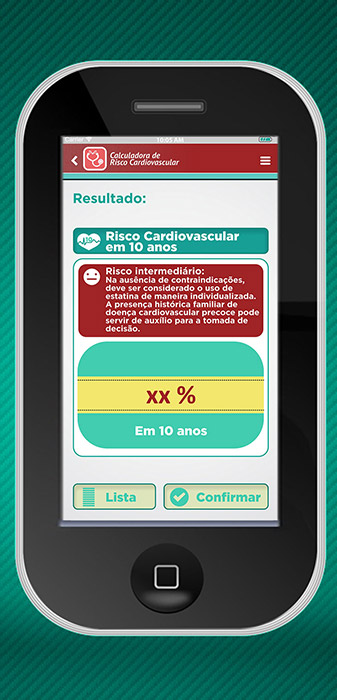 Carrier
10:05 AM
Calculadora de
Risco Cardiovascular
Resultado:
Risco Cardiovascular
em 10 anos
Risco intermediário:
Na ausência de contraindicações,
deve ser considerado o uso de
estatina de maneira individualizada.
A presença histórica familiar de
doença cardiovascular precoce pode
servir de auxílio para a tomada de
decisão.
xx %
Em 10 anos
Lista
Confirmar